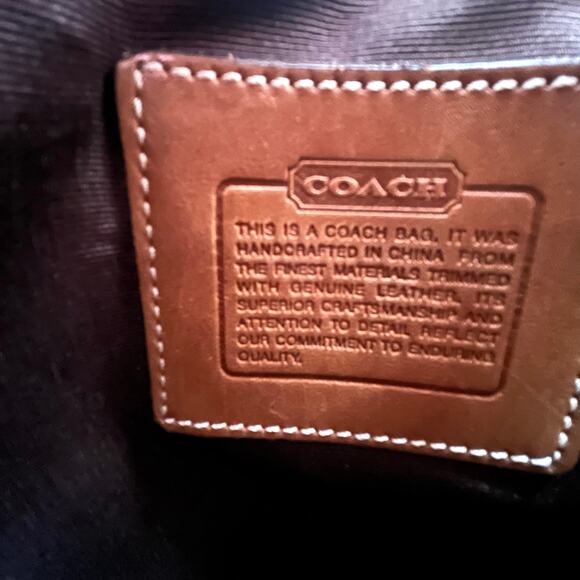 COACH
THIS IS A COACH BAG. IT WAS
HANDCRAFTED IN CHINA FROM
THE FINEST MATERIALS TRIMMED
WITH GENUINE LEATHER. ITS
SUPERIOR CRAFTSMANSHIP AND
ATTENTION TO DETAIL REFLECT
OUR COMMITMENT TO ENDURING
QUALITY.